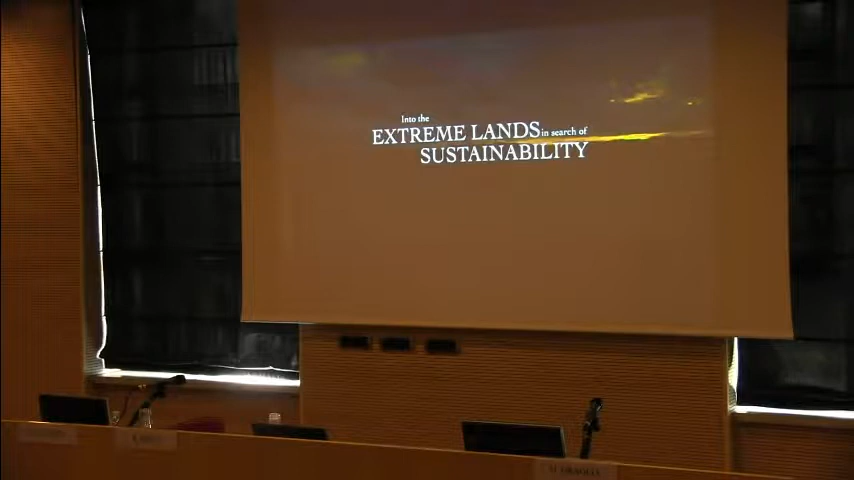 Into the
EXTREME LANDS in search of
SUSTAINABILITY